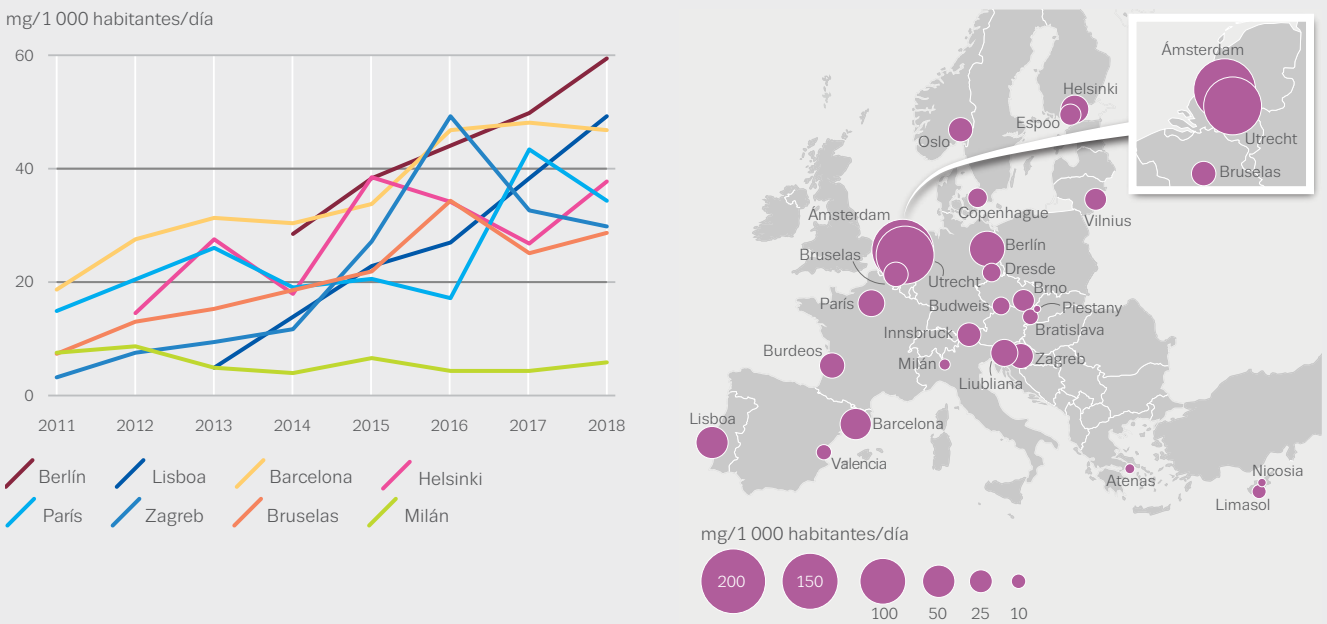 mg/1 000 habitantes/día
60
40
20
0
2011 2012 2013 2014 2015 2016 2017 2018
Berlín Lisboa Barcelona Helsinki
París Zagreb Bruselas Milán
Ámsterdam
Utrecht
Bruselas
Helsinki
Espoo
Oslo
Copenhague
Vilnius
Ámsterdam
Berlín
Bruselas
Dresde
Utrecht
Brno
París
Budweis
Piestany
Bratislava
Innsbruck
Burdeos
Milán
Zagreb
Liubliana
Lisboa
Barcelona
Valencia
Atenas
Nicosia
Limasol
mg/1 000 habitantes/día
200 150
100 50 25 10